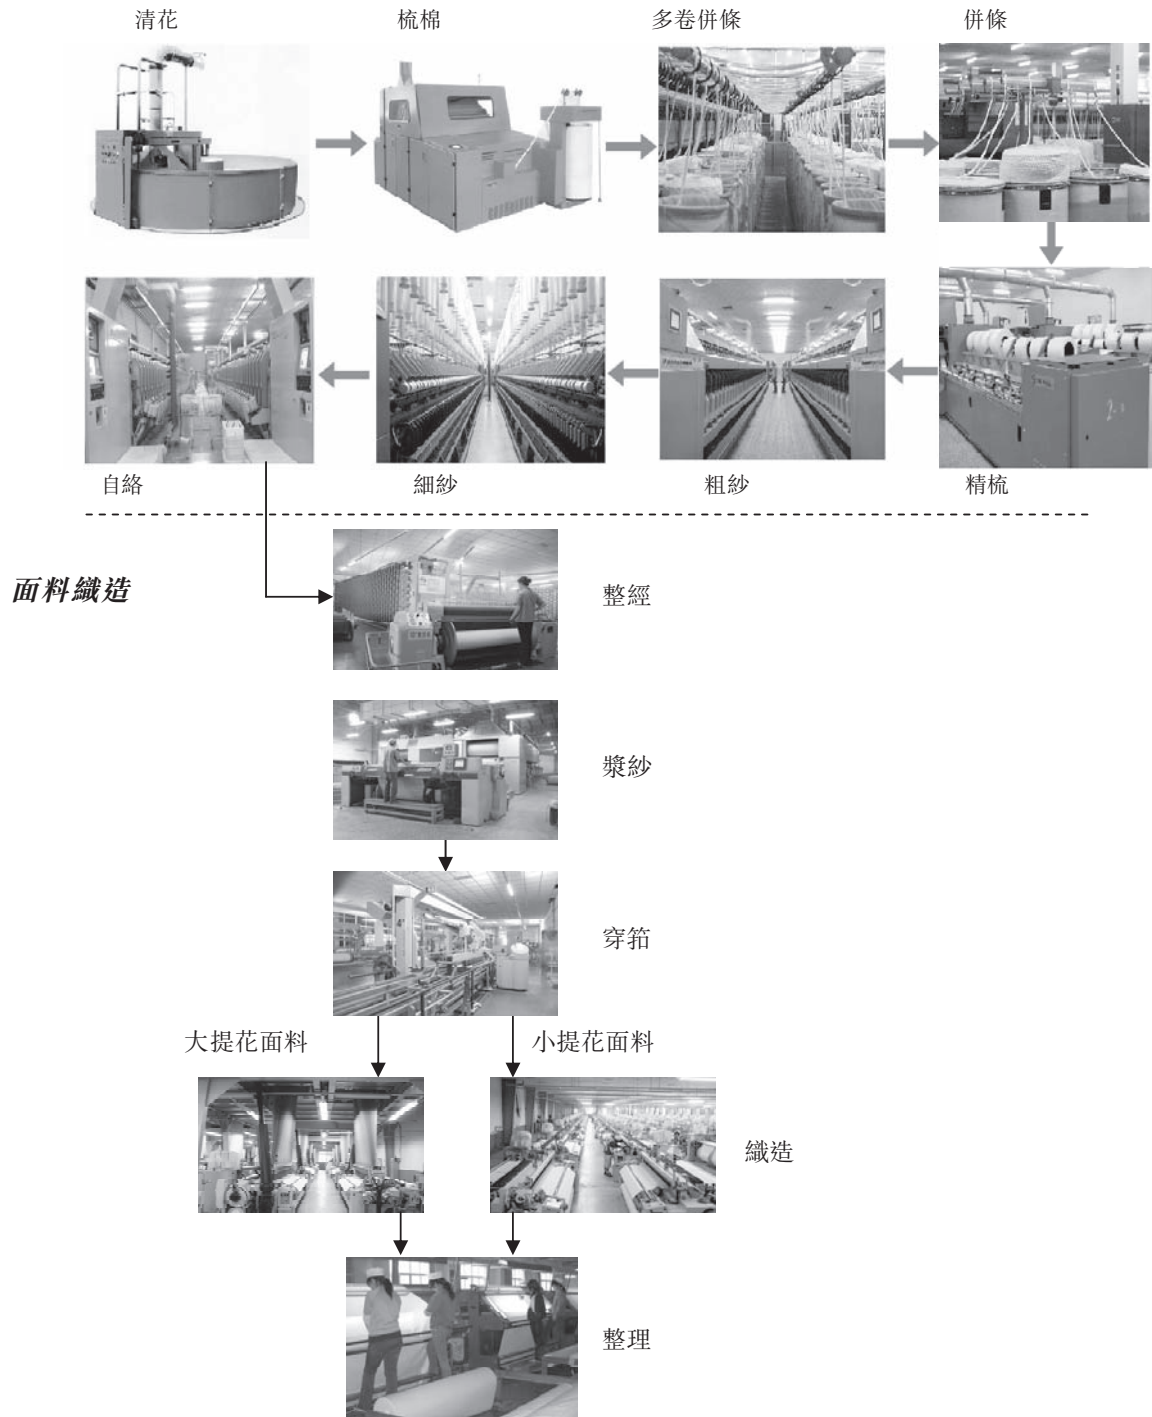 清花 梳棉 多卷併條 併條
自絡 細紗 粗紗 精梳
面料織造
整經
漿紗
穿筘
大提花面料 小提花面料
織造
整理